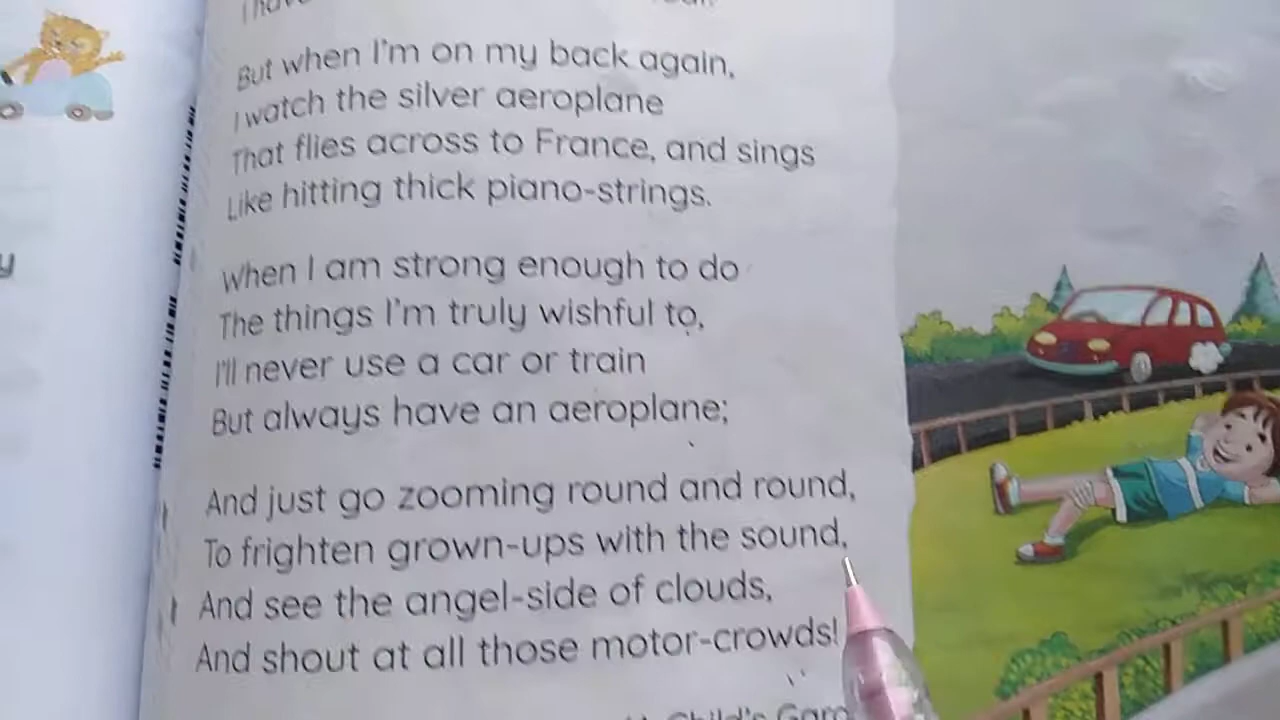 I have
But when I'm on my back again,
I watch the silver aeroplane
That flies across to France, and sings
Like hitting thick piano-strings.
When I am strong enough to do
The things I'm truly wishful to,
I'll never use a car or train
But always have an aeroplane;
And just go zooming round and round,
To frighten grown-ups with the sound,
And see the angel-side of clouds,
And shout at all those motor-crowds!
Child's